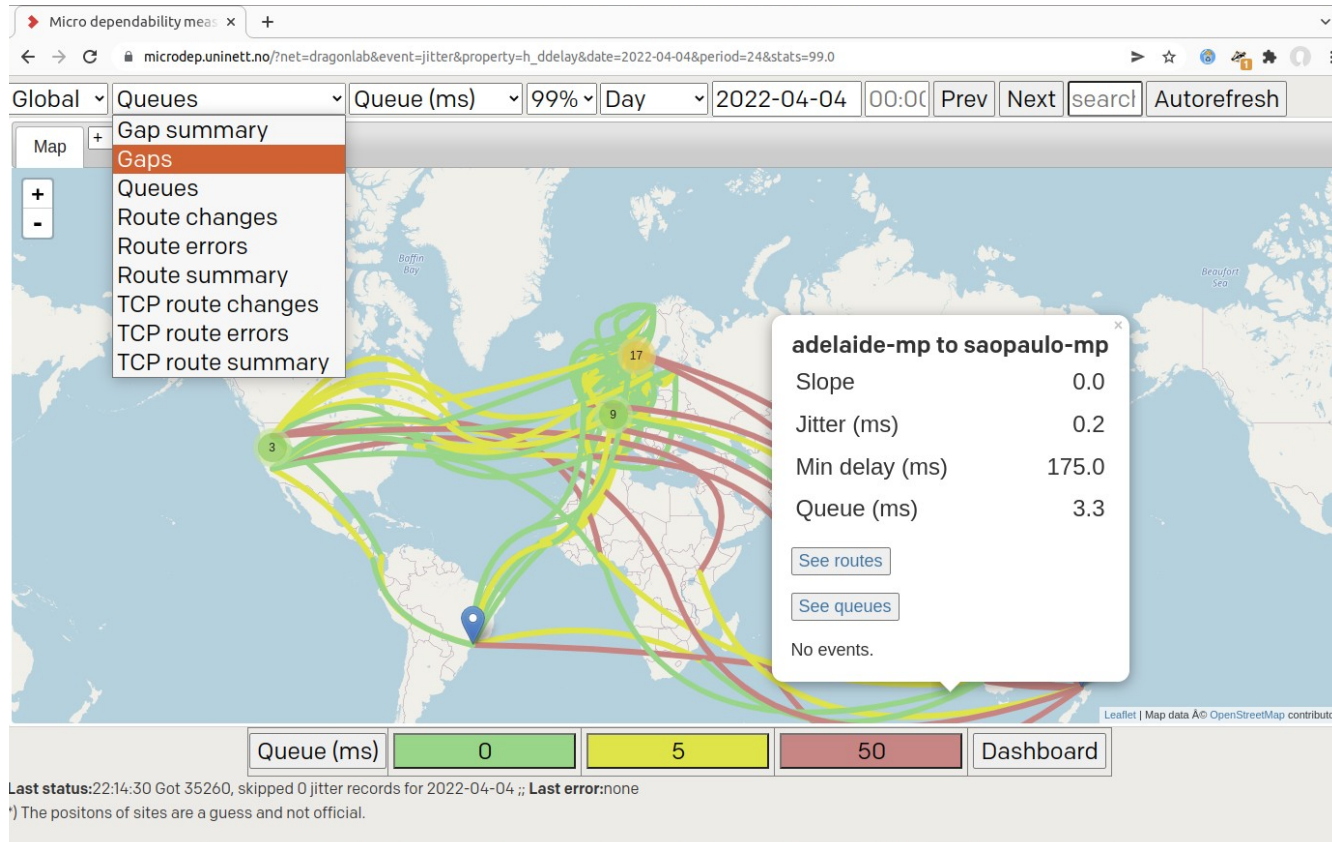 Micro dependability meas × +
microdep.uninett.no/?net=dragonlab&event=jitter&property=h_ddelay&date=2022-04-04&period=24&stats=99.0
1
Global Queues Queue (ms) 99% Day 2022-04-04 Prev Next Autorefresh
Map +
Gap summary
Gaps
Queues
Route changes
Route errors
Route summary
TCP route changes
TCP route errors
TCP route summary
+
-
Baffin
Bay
Beaufort
Sea
17
9
3
×
adelaide-mp to saopaulo-mp
Slope 0.0
Jitter (ms) 0.2
Min delay (ms) 175.0
Queue (ms) 3.3
See routes
See queues
No events.
Leaflet | Map data Â© OpenStreetMap contributo
Queue (ms) 0 5 50 Dashboard
Last status:22:14:30 Got 35260, skipped 0 jitter records for 2022-04-04 ;; Last error:none
*) The positons of sites are a guess and not official.